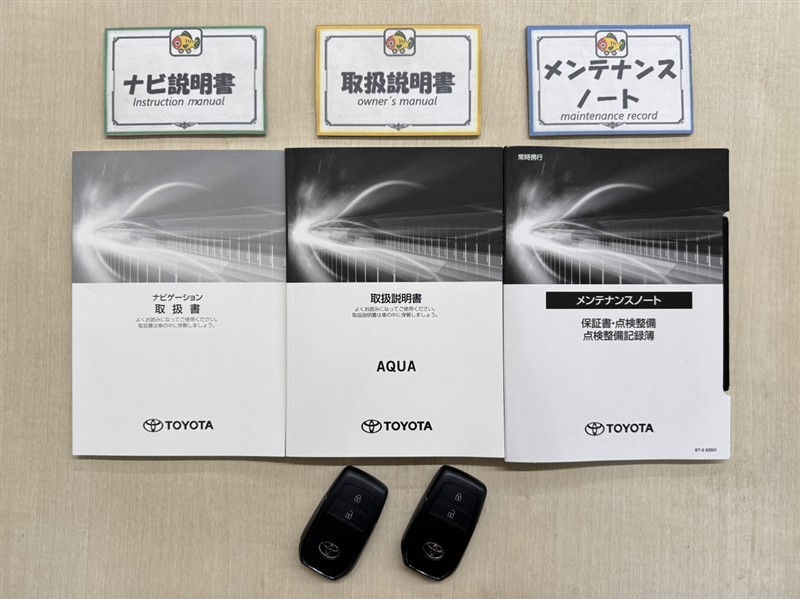 ナビ説明書
Instruction manual
取扱説明書
owner's manual
メンテナンス
ノート
maintenance record
ナビゲーション
取扱書
よくお読みになってご使用ください。
取扱書は車の中に保管しましょう。
TOYOTA
取扱説明書
よくお読みになってご使用ください。
取扱説明書は車の中に保管しましょう。
AQUA
TOYOTA
常時携行
メンテナンスノート
保証書・点検整備
点検整備記録簿
TOYOTA